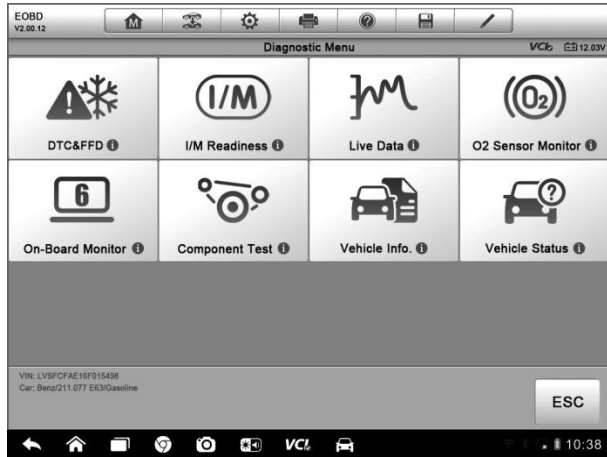 EOBD
V2.00.12
M
?
Diagnostic Menu
VCI
12.03V
I/M
O2
DTC&FFD i
I/M Readiness i
Live Data i
O2 Sensor Monitor i
6
?
On-Board Monitor i
Component Test i
Vehicle Info. i
Vehicle Status i
VIN: LVSFCFAE16F015498
Car: Benz/211.077 E63/Gasoline
ESC
VCI
10:38